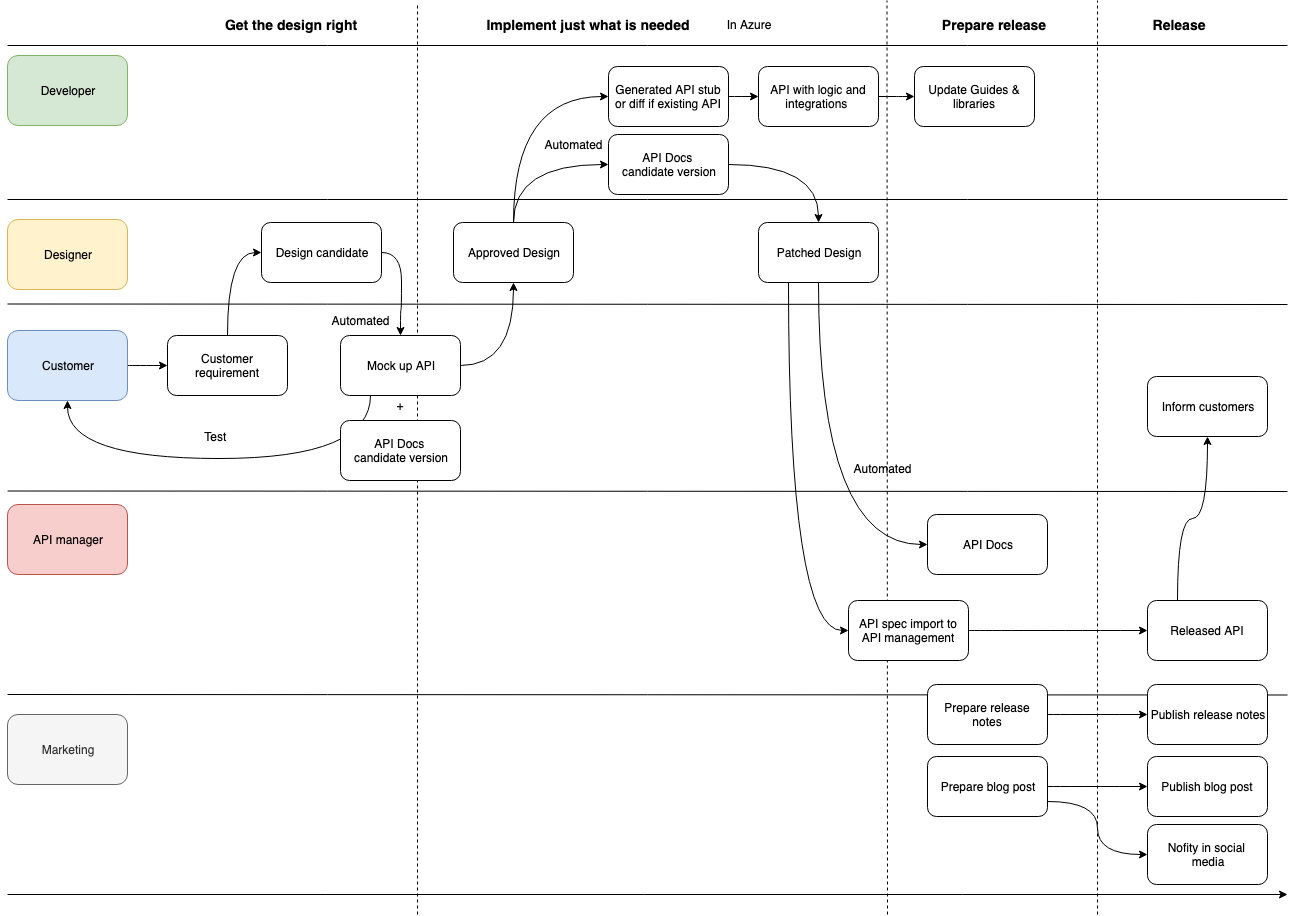 Get the design right
Implement just what is needed
In Azure
Prepare release
Release
Developer
Generated API stub
or diff if existing API
API with logic and
integrations
Update Guides &
libraries
Automated
API Docs
candidate version
Designer
Design candidate
Approved Design
Patched Design
Automated
Customer
Customer
requirement
Mock up API
+
Test
API Docs
candidate version
Inform customers
Automated
API manager
API Docs
API spec import to
API management
Released API
Marketing
Prepare release
notes
Publish release notes
Prepare blog post
Publish blog post
Nofity in social
media